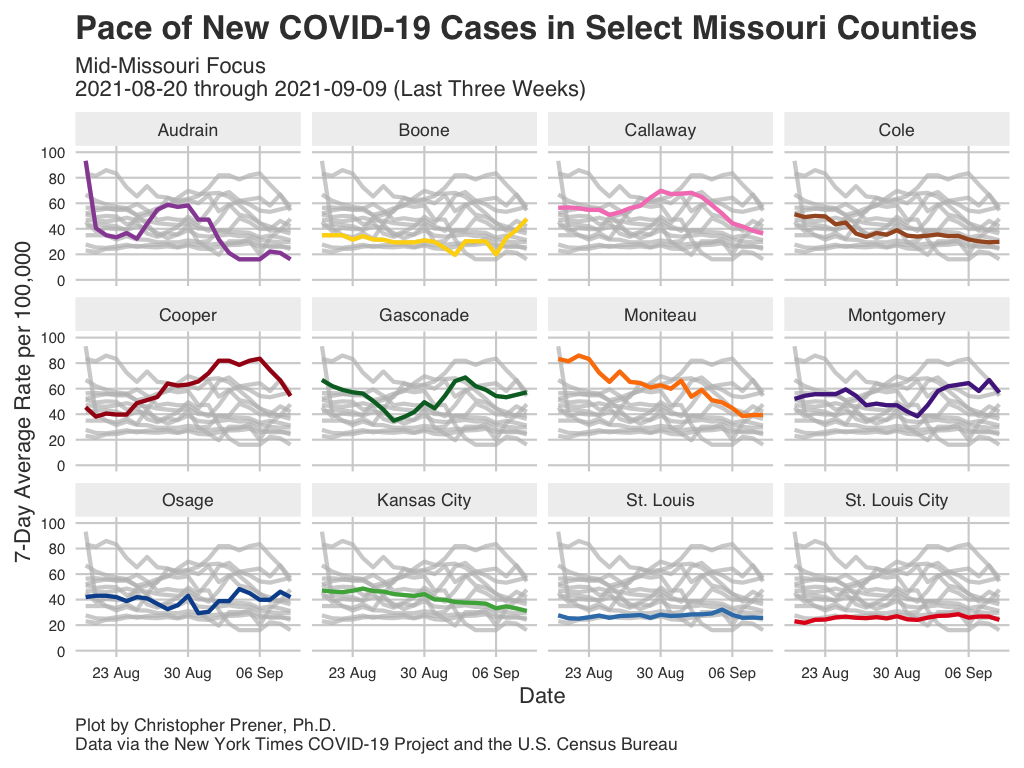 Pace of New COVID-19 Cases in Select Missouri Counties
Mid-Missouri Focus
2021-08-20 through 2021-09-09 (Last Three Weeks)
Audrain
Boone
Callaway
Cole
100
80
60
40
20
0
Cooper
Gasconade
Moniteau
Montgomery
100
80
60
40
20
0
Osage
Kansas City
St. Louis
St. Louis City
100
80
60
40
20
0
7-Day Average Rate per 100,000
23 Aug 30 Aug 06 Sep
23 Aug 30 Aug 06 Sep
23 Aug 30 Aug 06 Sep
23 Aug 30 Aug 06 Sep
Date
Plot by Christopher Prener, Ph.D.
Data via the New York Times COVID-19 Project and the U.S. Census Bureau